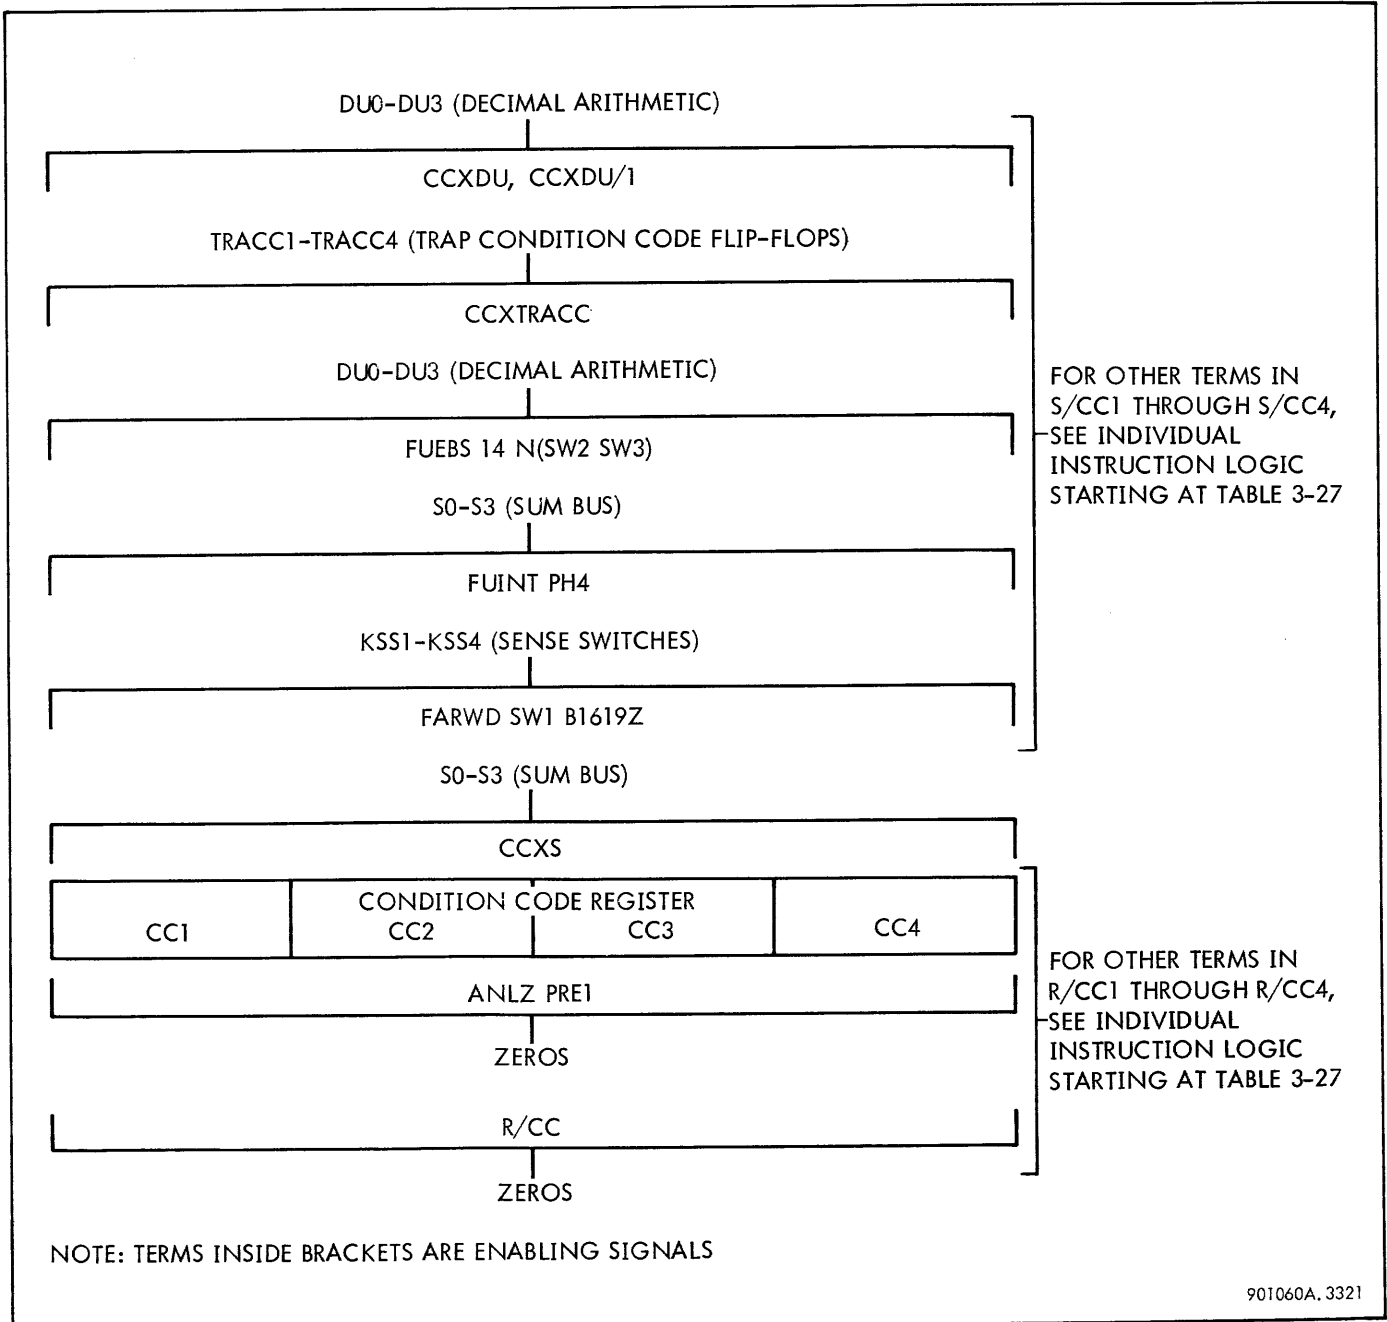 DU0-DU3 (DECIMAL ARITHMETIC)
CCXDU, CCXDU/1
TRACC1-TRACC4 (TRAP CONDITION CODE FLIP-FLOPS)
CCXTRACC
DU0-DU3 (DECIMAL ARITHMETIC)
FUEBS 14 N(SW2 SW3)
S0-S3 (SUM BUS)
FUINT PH4
KSS1-KSS4 (SENSE SWITCHES)
FARWD SW1 B1619Z
FOR OTHER TERMS IN
S/CC1 THROUGH S/CC4,
SEE INDIVIDUAL
INSTRUCTION LOGIC
STARTING AT TABLE 3-27
S0-S3 (SUM BUS)
CCXS
CONDITION CODE REGISTER
CC1 CC2 CC3 CC4
ANLZ PRE1
ZEROS
R/CC
ZEROS
FOR OTHER TERMS IN
R/CC1 THROUGH R/CC4,
SEE INDIVIDUAL
INSTRUCTION LOGIC
STARTING AT TABLE 3-27
NOTE: TERMS INSIDE BRACKETS ARE ENABLING SIGNALS
901060A.3321